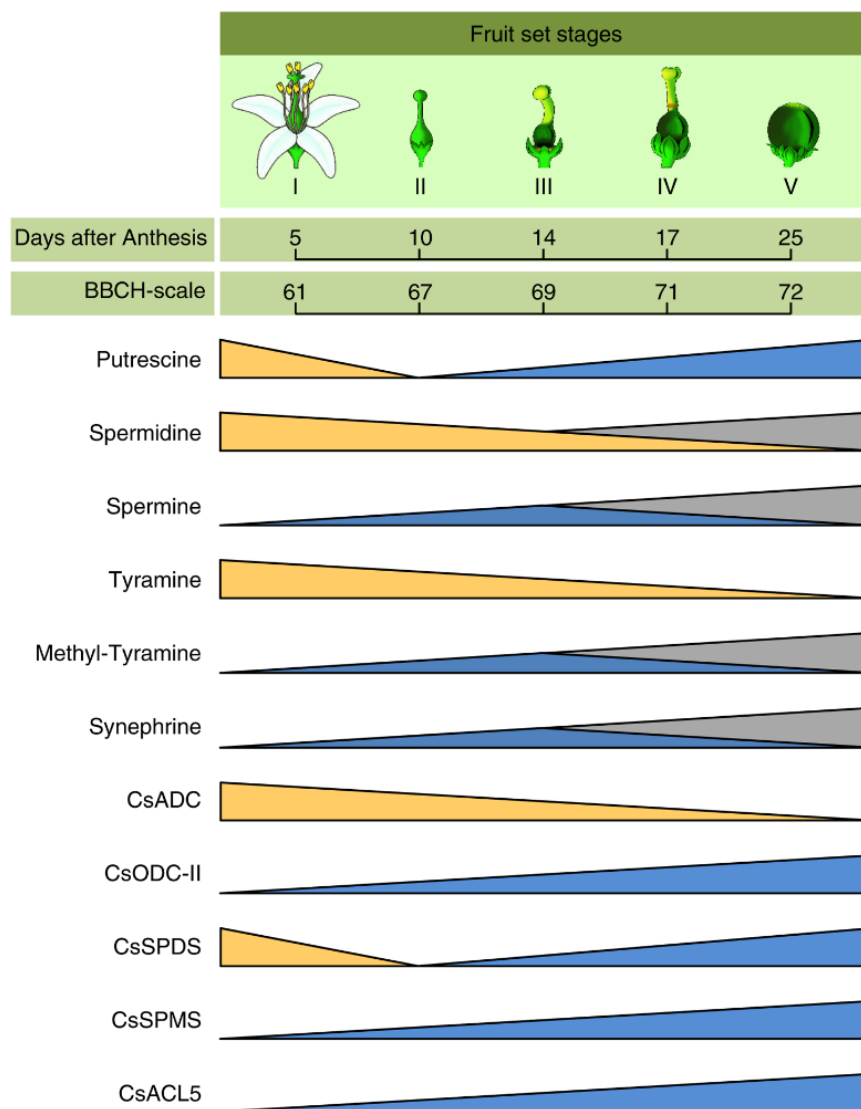 Fruit set stages
I II III IV V
Days after Anthesis 5 10 14 17 25
BBCH-scale 61 67 69 71 72
Putrescine
Spermidine
Spermine
Tyramine
Methyl-Tyramine
Synephrine
CsADC
CsODC-II
CsSPDS
CsSPMS
CsACL5